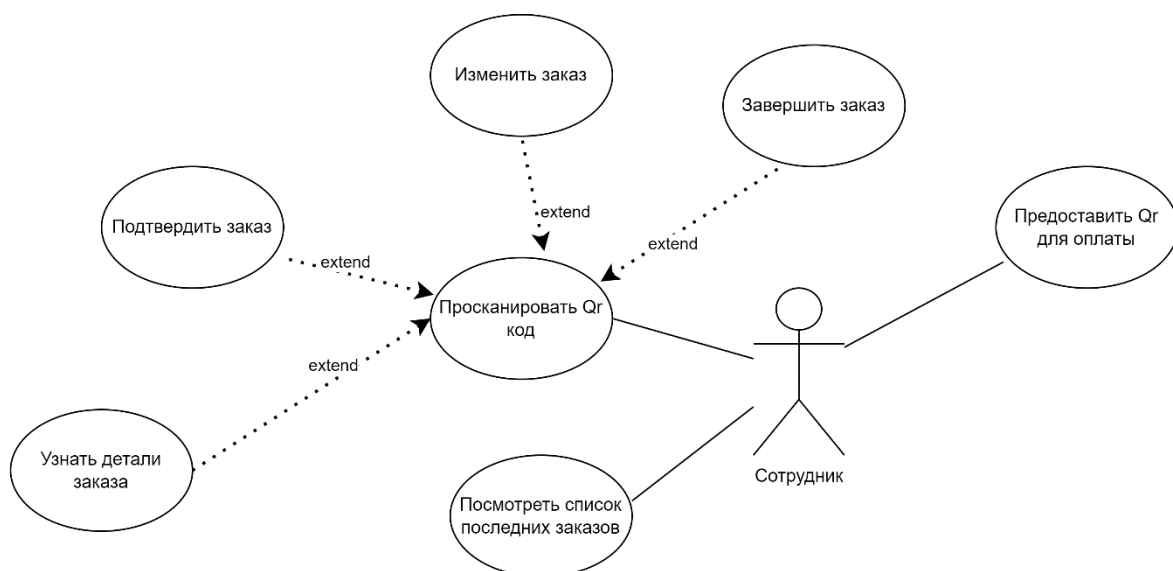 Изменить заказ
Завершить заказ
Подтвердить заказ
Предоставить Qr
для оплаты
extend
extend
extend
Просканировать Qr
код
extend
Узнать детали
заказа
Сотрудник
Посмотреть список
последних заказов